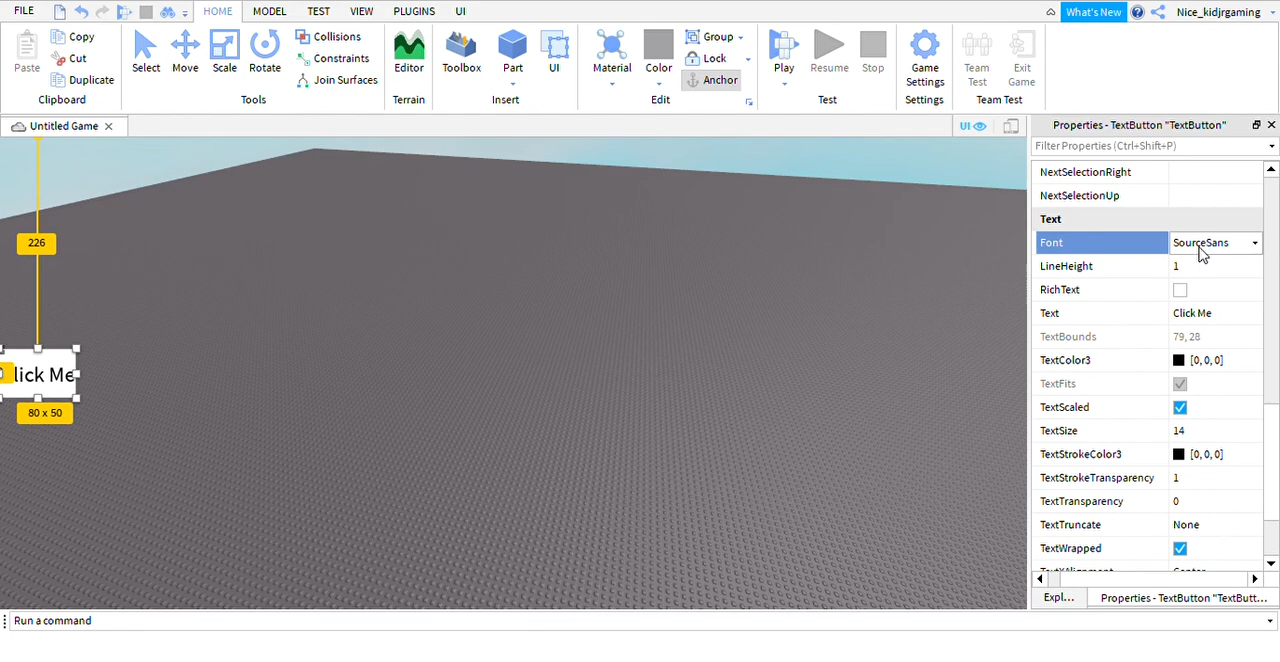 FILE HOME MODEL TEST VIEW PLUGINS UI What's New Nice_kidjrgaming
Paste Copy Cut Duplicate Clipboard
Select Move Scale Rotate Collisions Constraints Join Surfaces Tools
Editor Terrain
Toolbox Part UI Insert
Material Color Group Lock Anchor Edit
Play Resume Stop Test
Game Settings Settings
Team Test Exit Game Team Test
Untitled Game
UI
226
lick Me
80 x 50
Properties - TextButton "TextButton"
Filter Properties (Ctrl+Shift+P)
NextSelectionRight
NextSelectionUp
Text
Font SourceSans
LineHeight 1
RichText
Text Click Me
TextBounds 79, 28
TextColor3 [0, 0, 0]
TextFits
TextScaled
TextSize 14
TextStrokeColor3 [0, 0, 0]
TextStrokeTransparency 1
TextTransparency 0
TextTruncate None
TextWrapped
TextXAlignment Center
Expl... Properties - TextButton "TextButt...
Run a command